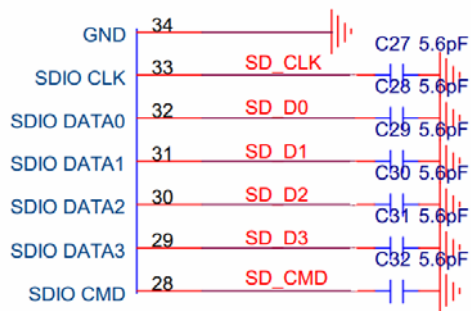 GND 34
C27 5.6pF
SDIO CLK 33 SD_CLK
C28 5.6pF
SDIO DATA0 32 SD_D0
C29 5.6pF
SDIO DATA1 31 SD_D1
C30 5.6pF
SDIO DATA2 30 SD_D2
C31 5.6pF
SDIO DATA3 29 SD_D3
C32 5.6pF
SDIO CMD 28 SD_CMD